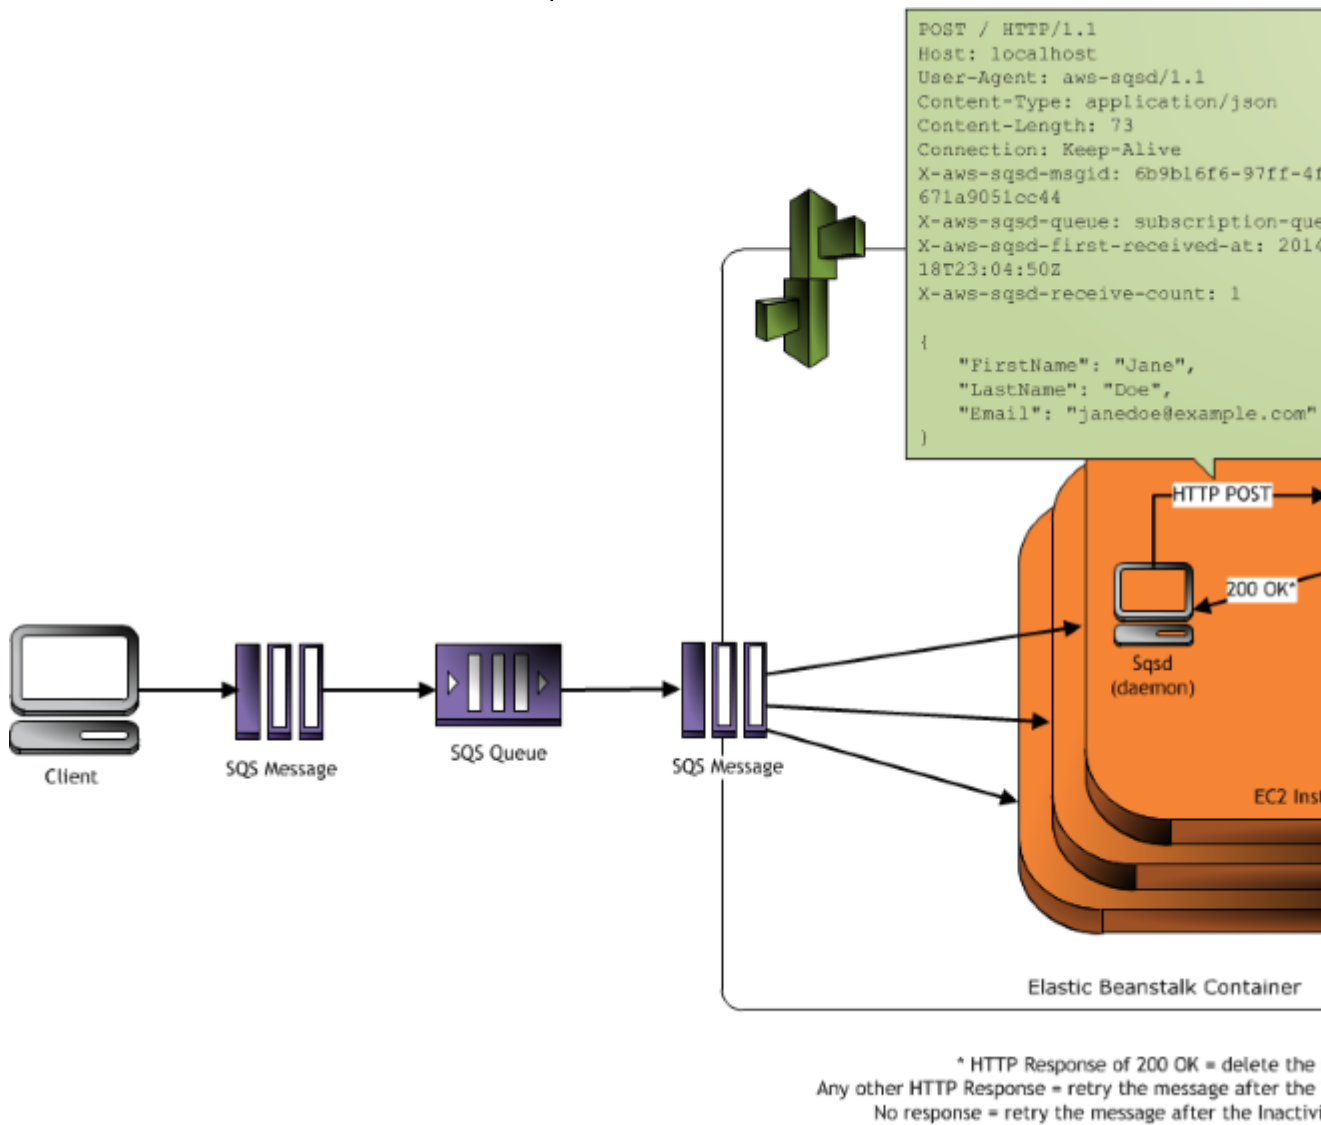 POST / HTTP/1.1
Host: localhost
User-Agent: aws-sqsd/1.1
Content-Type: application/json
Content-Length: 73
Connection: Keep-Alive
X-aws-sqsd-msgid: 6b9b16f6-97ff-4f
671a9051cc44
X-aws-sqsd-queue: subscription-que
X-aws-sqsd-first-received-at: 2014
18T23:04:50Z
X-aws-sqsd-receive-count: 1
{
"FirstName": "Jane",
"LastName": "Doe",
"Email": "janedoe@example.com"
}
HTTP POST
200 OK*
Sqsd
(daemon)
Client
SQS Message
SQS Queue
SQS Message
EC2 Inst
Elastic Beanstalk Container
* HTTP Response of 200 OK = delete the
Any other HTTP Response = retry the message after the
No response = retry the message after the Inactivi